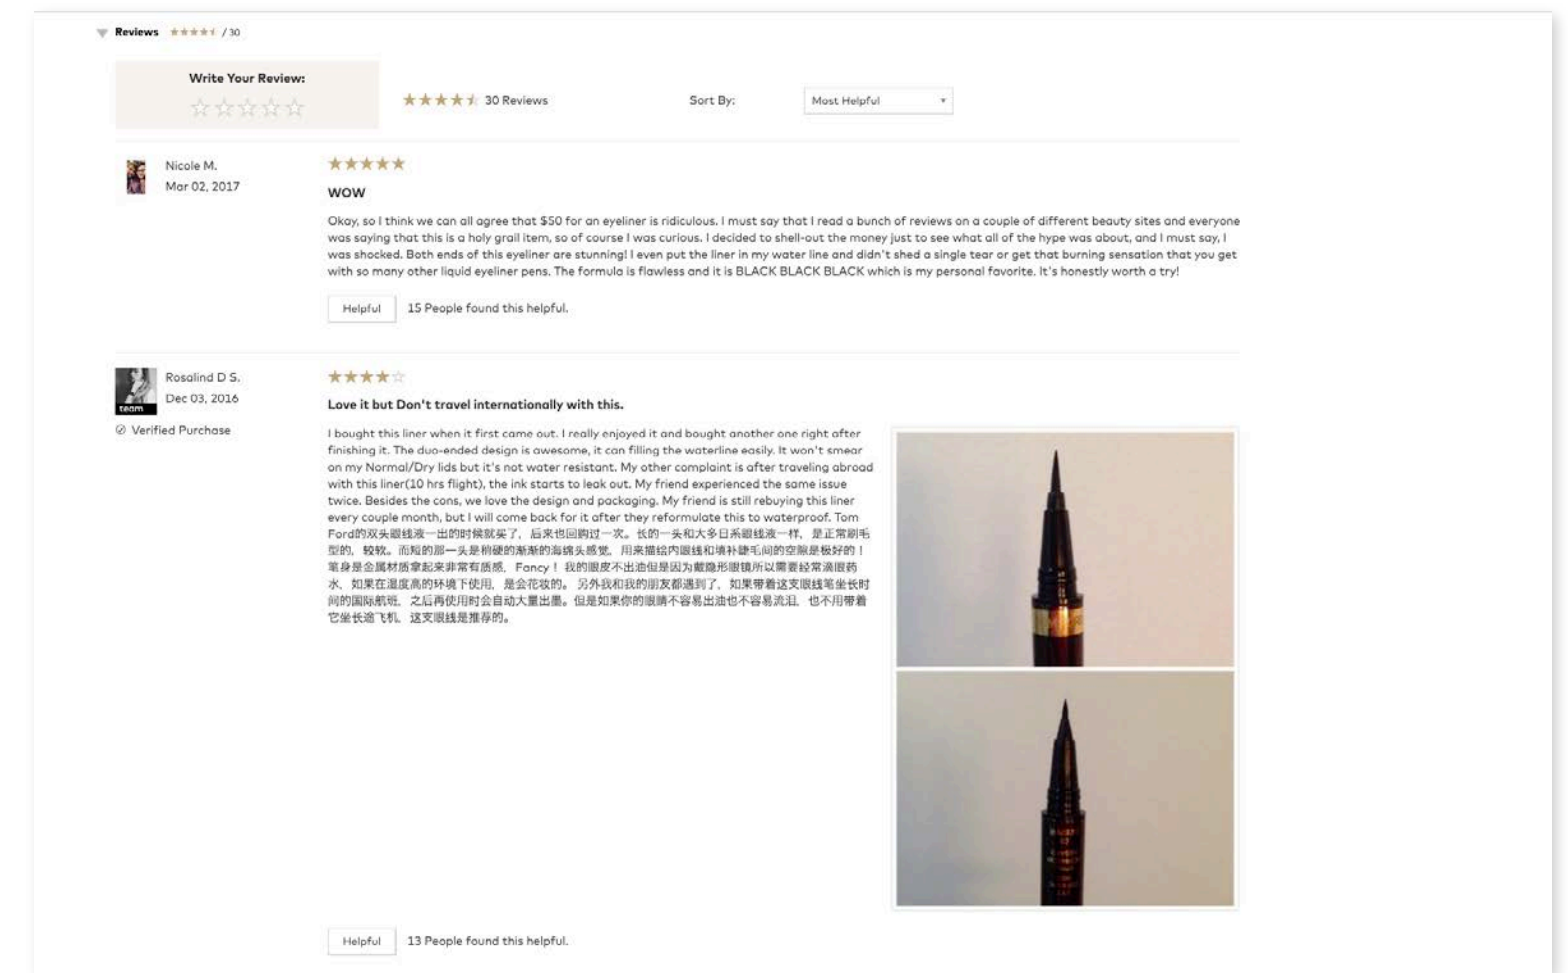 Reviews / 30
Write Your Review:
30 Reviews
Sort By:
Most Helpful
Nicole M.
Mar 02, 2017
WOW
Okay, so I think we can all agree that $50 for an eyeliner is ridiculous. I must say that I read a bunch of reviews on a couple of different beauty sites and everyone
was saying that this is a holy grail item, so of course I was curious. I decided to shell-out the money just to see what all of the hype was about, and I must say, I
was shocked. Both ends of this eyeliner are stunning! I even put the liner in my water line and didn't shed a single tear or get that burning sensation that you get
with so many other liquid eyeliner pens. The formula is flawless and it is BLACK BLACK BLACK which is my personal favorite. It's honestly worth a try!
Helpful
15 People found this helpful.
team
Rosalind D S.
Dec 03, 2016
Verified Purchase
Love it but Don't travel internationally with this.
I bought this liner when it first came out. I really enjoyed it and bought another one right after
finishing it. The duo-ended design is awesome, it can filling the waterline easily. It won't smear
on my Normal/Dry lids but it's not water resistant. My other complaint is after traveling abroad
with this liner(10 hrs flight), the ink starts to leak out. My friend experienced the same issue
twice. Besides the cons, we love the design and packaging. My friend is still rebuying this liner
every couple month, but I will come back for it after they reformulate this to waterproof. Tom
Ford的双头眼线液一出的时候就买了，后来也回购过一次。长的一头和大多日系眼线液一样，是正常刷毛
型的，较软。而短的那一头是稍硬的渐渐的海绵头感觉，用来描绘内眼线和填补睫毛间的空隙是极好的！
笔身是金属材质拿起来非常有质感，Fancy！ 我的眼皮不出油但是因为戴隐形眼镜所以需要经常滴眼药
水，如果在湿度高的环境下使用，是会花妆的。 另外我和我的朋友都遇到了，如果带着这支眼线笔坐长时
间的国际航班，之后再使用时会自动大量出墨。但是如果你的眼睛不容易出油也不容易流泪，也不用带着
它坐长途飞机，这支眼线是推荐的。
Helpful
13 People found this helpful.